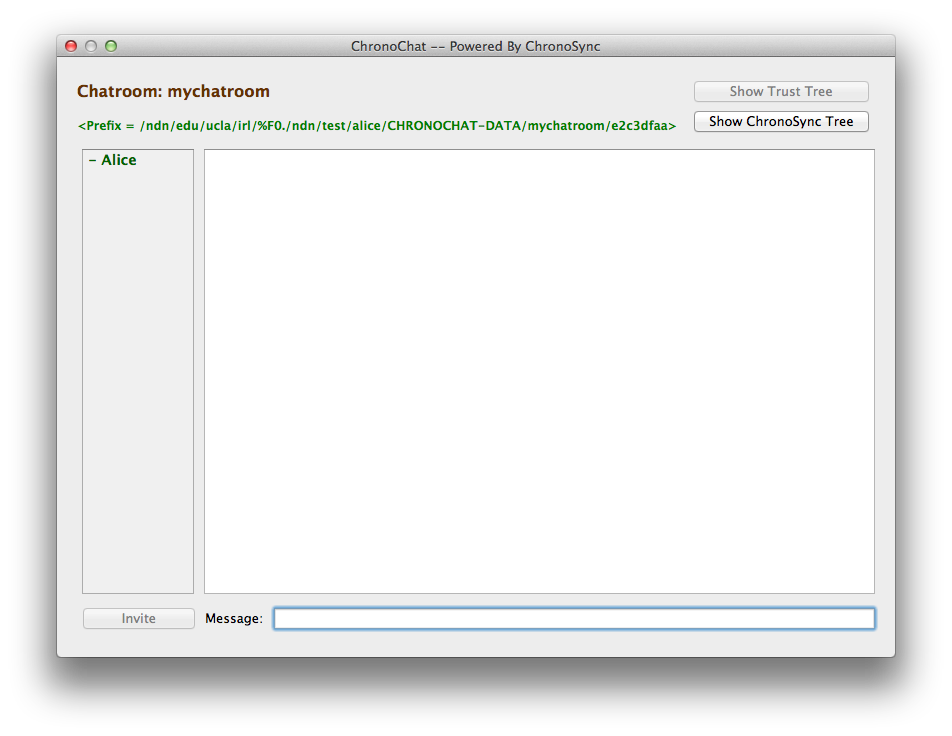 ChronoChat -- Powered By ChronoSync
Chatroom: mychatroom
Show Trust Tree
<Prefix = /ndn/edu/ucla/irl/%F0./ndn/test/alice/CHRONOCHAT-DATA/mychatroom/e2c3dfaa>
Show ChronoSync Tree
- Alice
Invite
Message: